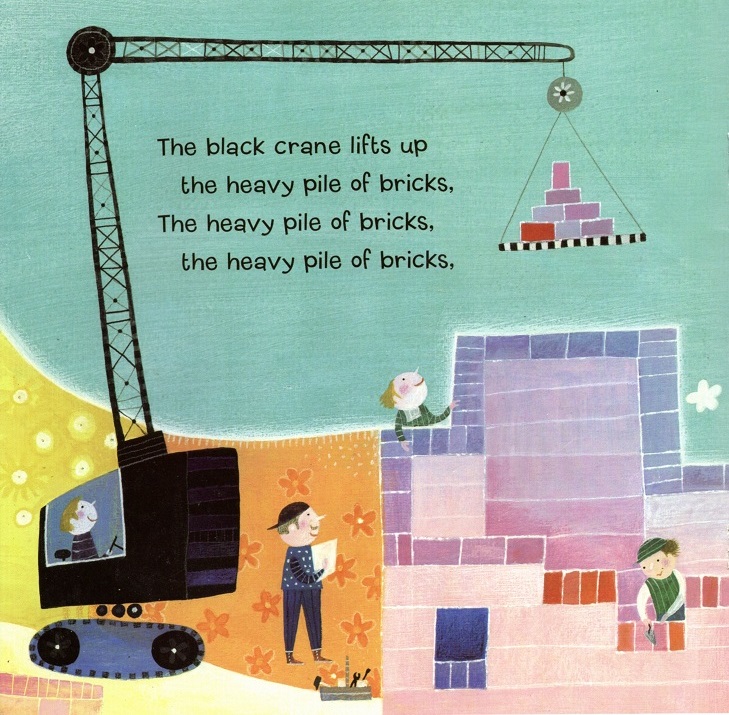 The black crane lifts up
the heavy pile of bricks,
The heavy pile of bricks,
the heavy pile of bricks,